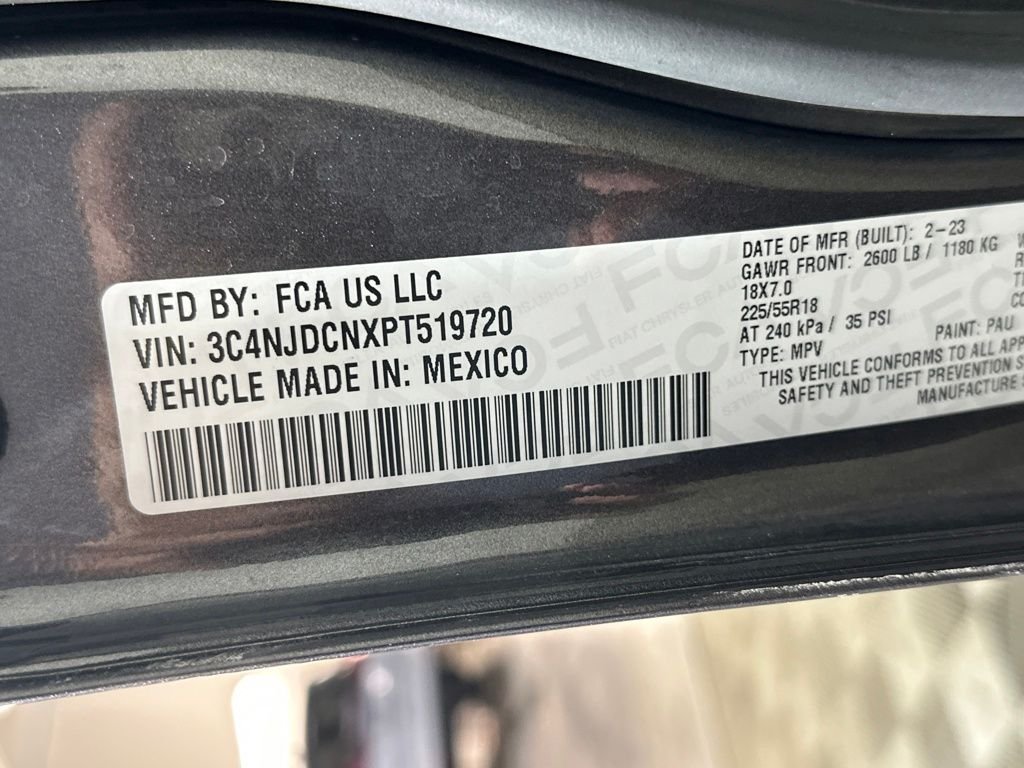 MFD BY: FCA US LLC
VIN: 3C4NJDCNXPT519720
VEHICLE MADE IN: MEXICO
DATE OF MFR (BUILT): 2-23
GAWR FRONT: 2600 LB / 1180 KG
18X7.0
225/55R18
AT 240 kPa / 35 PSI
TYPE: MPV
PAINT: PAU
THIS VEHICLE CONFORMS TO ALL APP
SAFETY AND THEFT PREVENTION S
MANUFACTURE